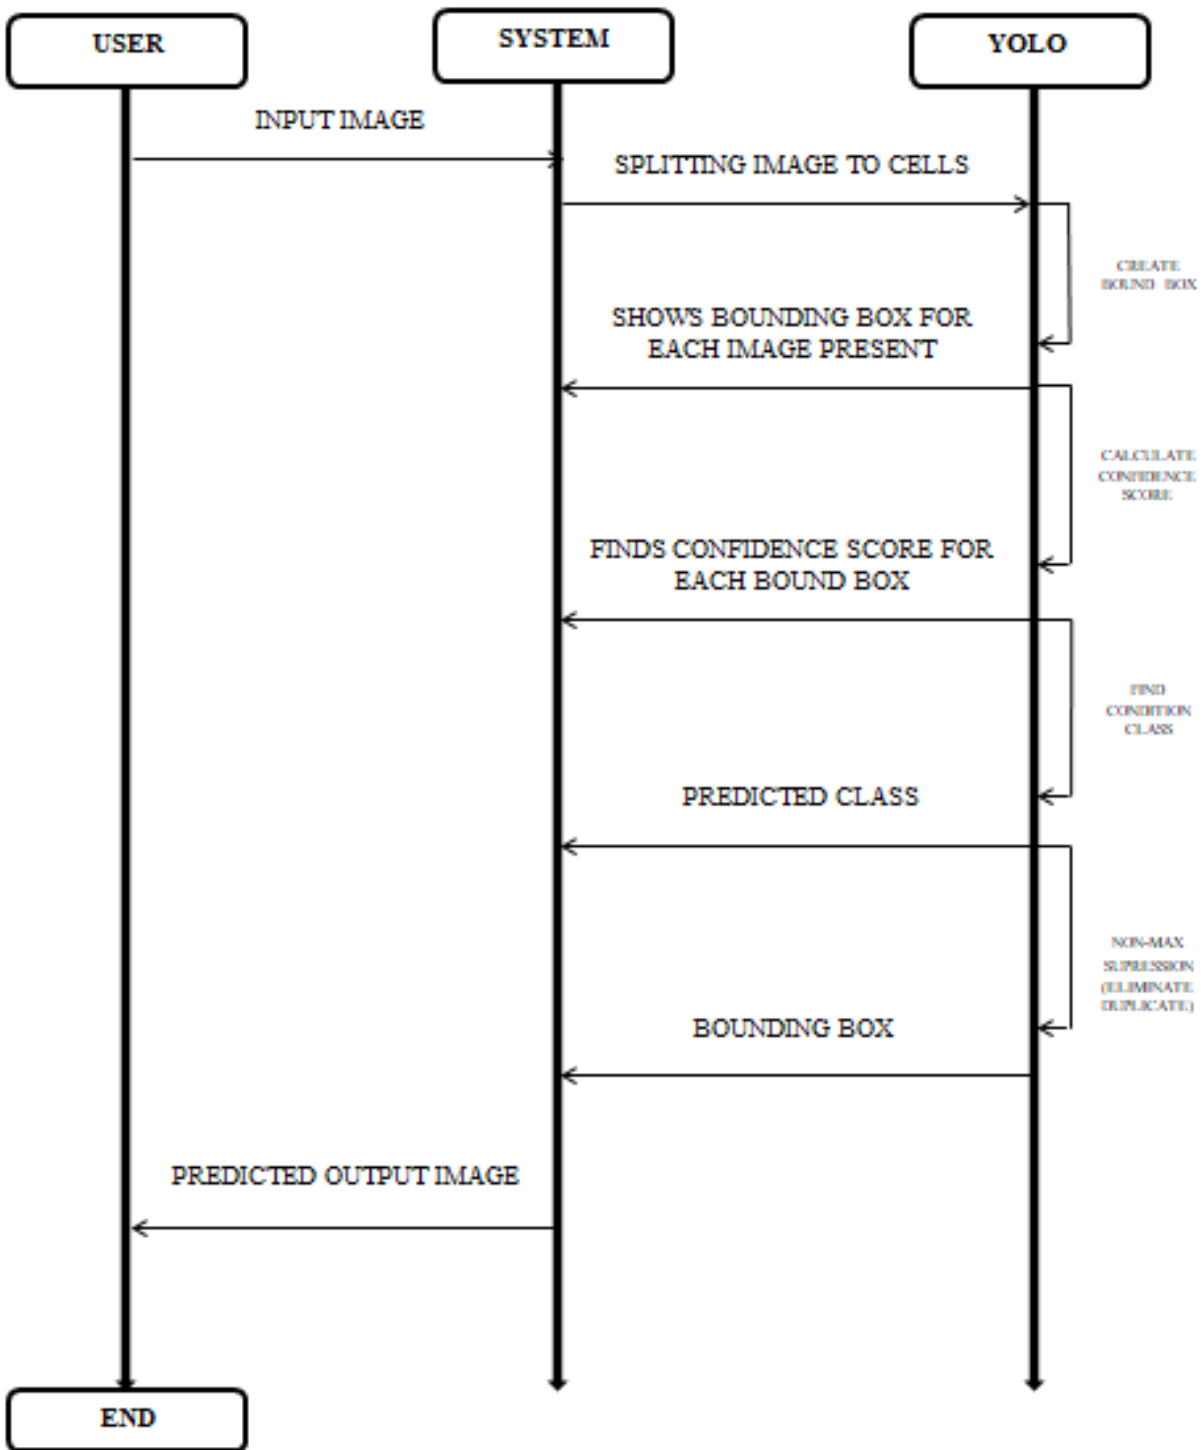 USER
SYSTEM
YOLO
INPUT IMAGE
SPLITTING IMAGE TO CELLS
CREATE
BOUND BOX
SHOWS BOUNDING BOX FOR
EACH IMAGE PRESENT
CALCULATE
CONFIDENCE
SCORE
FINDS CONFIDENCE SCORE FOR
EACH BOUND BOX
FIND
CONDITION
CLASS
PREDICTED CLASS
NON-MAX
SUPRESSION
(ELIMINATE
DUPLICATE)
BOUNDING BOX
PREDICTED OUTPUT IMAGE
END